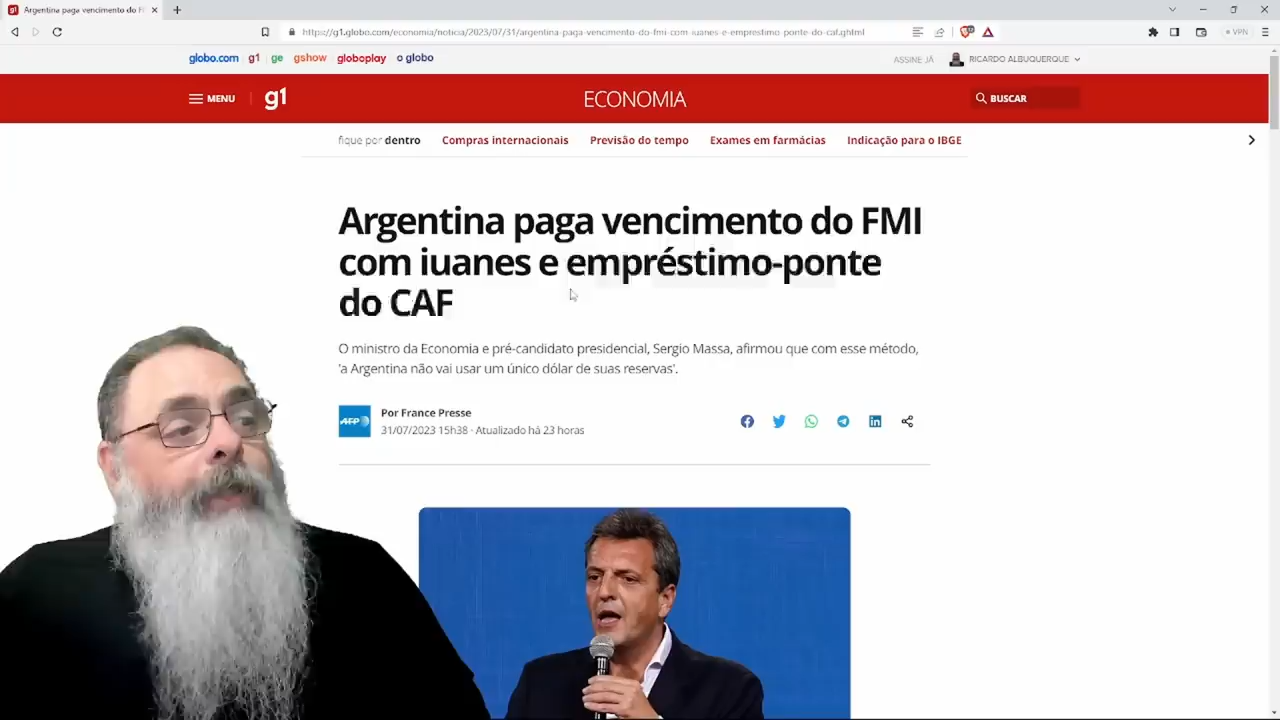 g1 Argentina paga vencimento do F
https://g1.globo.com/economia/noticia/2023/07/31/argentina-paga-vencimento-do-fmi-com-iuanes-e-emprestimo-ponte-do-caf.ghtml
VPN
globo.com g1 ge gshow globoplay o globo
ASSINE JÁ RICARDO ALBUQUERQUE
MENU g1 ECONOMIA BUSCAR
fique por dentro Compras internacionais Previsão do tempo Exames em farmácias Indicação para o IBGE
Argentina paga vencimento do FMI
com iuanes e empréstimo-ponte
do CAF
O ministro da Economia e pré-candidato presidencial, Sergio Massa, afirmou que com esse método,
'a Argentina não vai usar um único dólar de suas reservas'.
AFP
Por France Presse
31/07/2023 15h38 · Atualizado há 23 horas